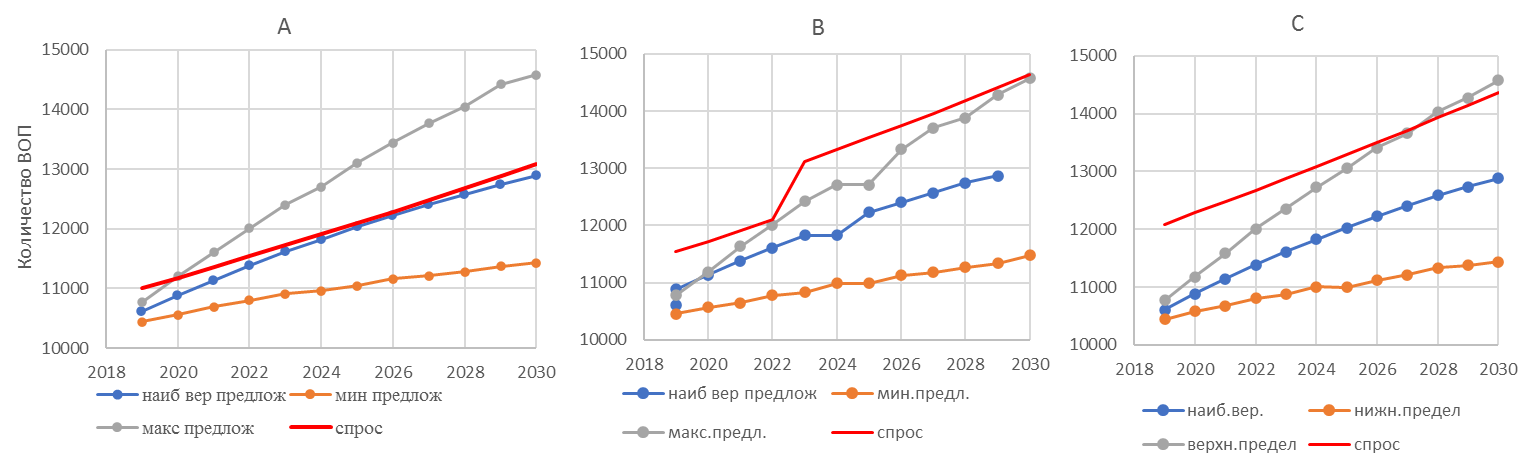 A
Количество ВОП
15000
14000
13000
12000
11000
10000
2018 2020 2022 2024 2026 2028 2030
наиб вер предлож мин предлож
макс предлож спрос
B
15000
14000
13000
12000
11000
10000
2018 2020 2022 2024 2026 2028 2030
наиб вер предлож мин.предл.
макс.предл. спрос
C
15000
14000
13000
12000
11000
10000
2018 2020 2022 2024 2026 2028 2030
наиб.вер. нижн.предел
верхн.предел спрос